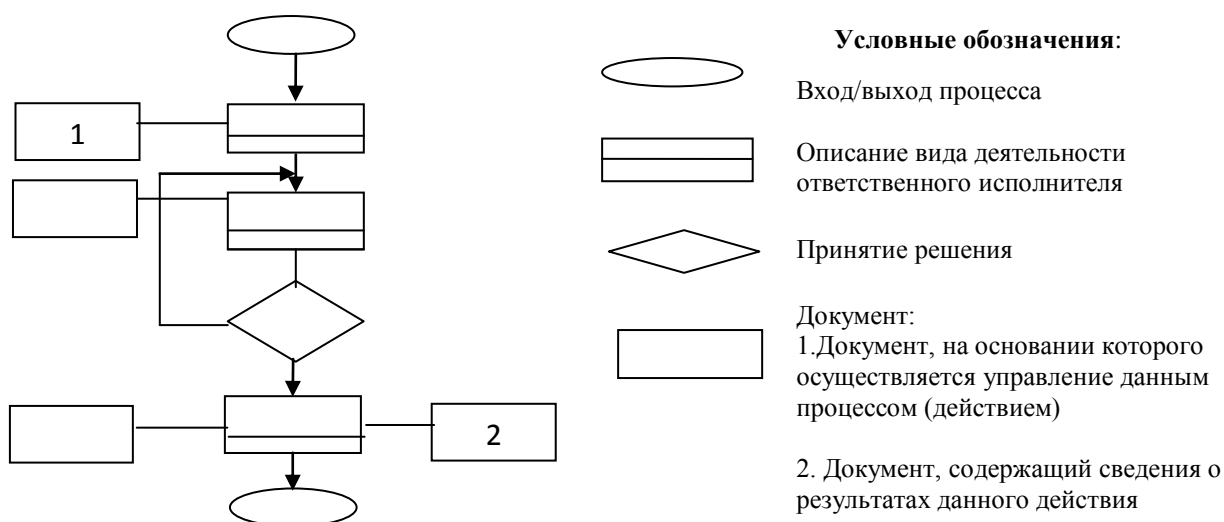 1
2
Условные обозначения:
Вход/выход процесса
Описание вида деятельности
ответственного исполнителя
Принятие решения
Документ:
1.Документ, на основании которого
осуществляется управление данным
процессом (действием)
2. Документ, содержащий сведения о
результатах данного действия